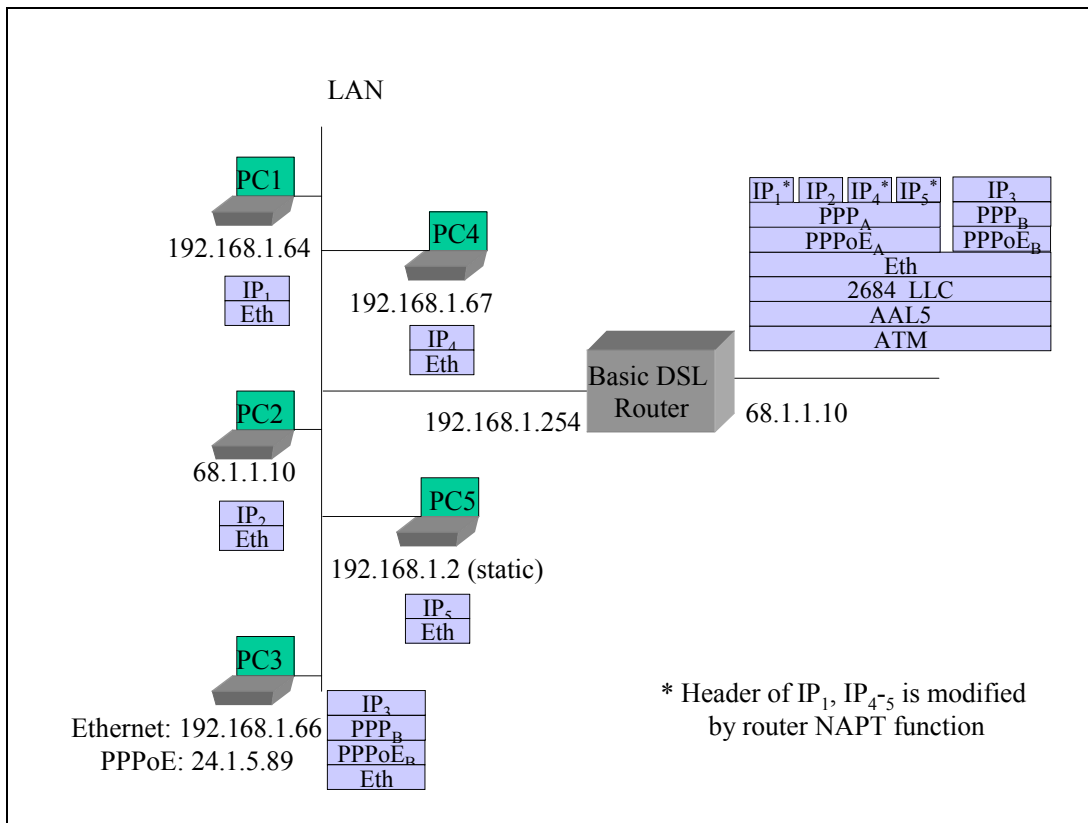 LAN
PC1
192.168.1.64
IP1
Eth
PC4
192.168.1.67
IP4
Eth
PC2
68.1.1.10
IP2
Eth
PC5
192.168.1.2 (static)
IP5
Eth
PC3
Ethernet: 192.168.1.66
PPPoE: 24.1.5.89
IP3
PPPB
PPPoEB
Eth
Basic DSL
Router
192.168.1.254
68.1.1.10
IP1* IP2 IP4* IP5* IP3
PPPA PPPB
PPPoEA PPPoEB
Eth
2684 LLC
AAL5
ATM
* Header of IP1, IP4-5 is modified
by router NAPT function